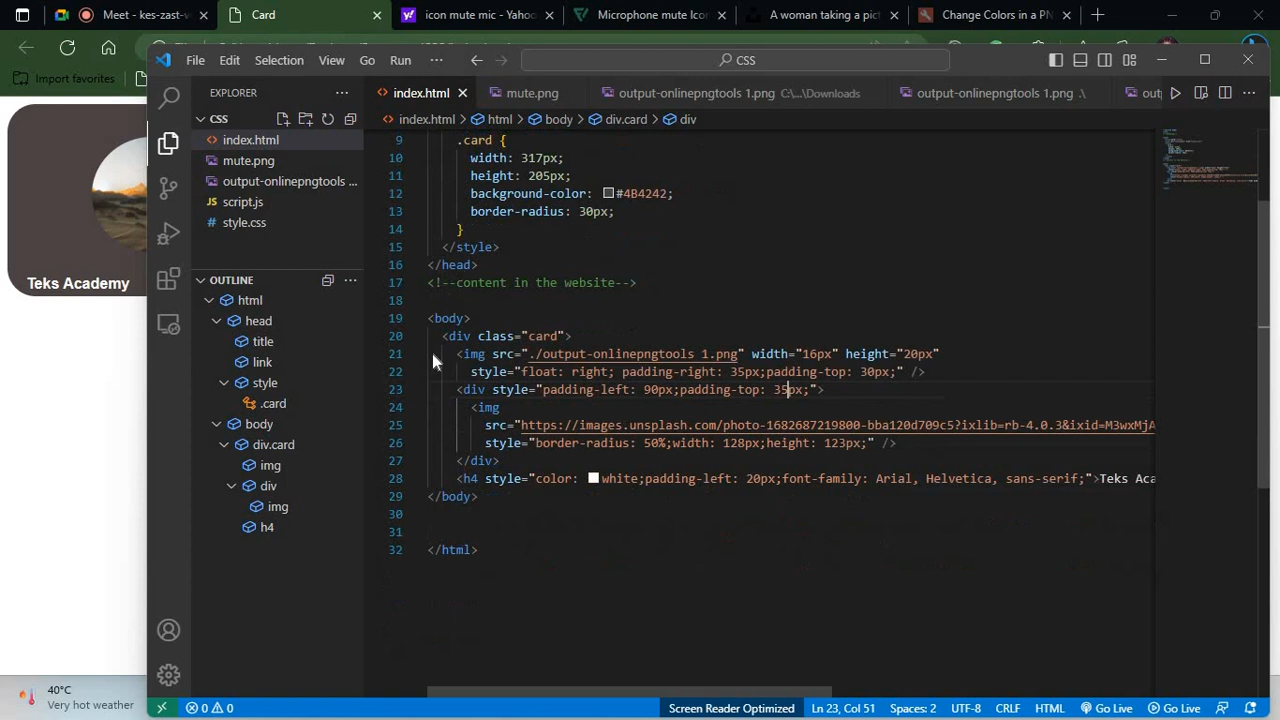 Meet - kes-zast-v
Card
icon mute mic - Yahoo
Microphone mute Icon
A woman taking a pict
Change Colors in a PN
Import favorites
File Edit Selection View Go Run ...
CSS
EXPLORER
index.html
mute.png
output-onlinepngtools 1.png C:\...\Downloads
output-onlinepngtools 1.png .\
CSS
index.html > html > body > div.card > div
index.html
mute.png
output-onlinepngtools ...
script.js
style.css
OUTLINE
html
head
title
link
style
.card
body
div.card
img
div
img
h4
9 .card {
10 width: 317px;
11 height: 205px;
12 background-color: #4B4242;
13 border-radius: 30px;
14 }
15 </style>
16 </head>
17 <!--content in the website-->
18
19 <body>
20 <div class="card">
21 <img src="./output-onlinepngtools 1.png" width="16px" height="20px"
22 style="float: right; padding-right: 35px;padding-top: 30px;" />
23 <div style="padding-left: 90px;padding-top: 35px;">
24 <img
25 src="https://images.unsplash.com/photo-1682687219800-bba120d709c5?ixlib=rb-4.0.3&ixid=M3wxMjA
26 style="border-radius: 50%;width: 128px;height: 123px;" />
27 </div>
28 <h4 style="color: white;padding-left: 20px;font-family: Arial, Helvetica, sans-serif;">Teks Aca
29 </body>
30
31
32 </html>
Teks Academy
40°C
Very hot weather
0 0
Screen Reader Optimized
Ln 23, Col 51
Spaces: 2
UTF-8
CRLF
HTML
Go Live
Go Live